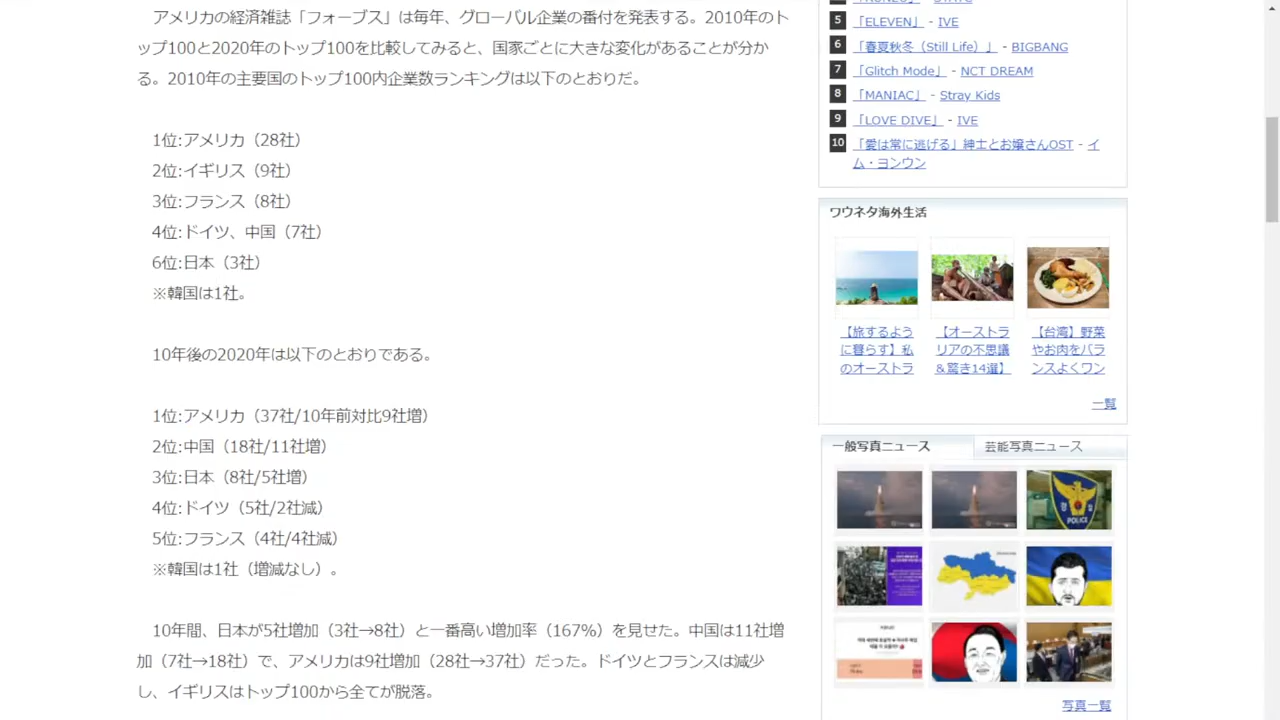 アメリカの経済雑誌「フォーブス」は毎年、グローバル企業の番付を発表する。2010年のト
ップ100と2020年のトップ100を比較してみると、国家ごとに大きな変化があることが分か
る。2010年の主要国のトップ100内企業数ランキングは以下のとおりだ。
1位:アメリカ（28社）
2位:イギリス（9社）
3位:フランス（8社）
4位:ドイツ、中国（7社）
6位:日本（3社）
※韓国は1社。
10年後の2020年は以下のとおりである。
1位:アメリカ（37社/10年前対比9社増）
2位:中国（18社/11社増）
3位:日本（8社/5社増）
4位:ドイツ（5社/2社減）
5位:フランス（4社/4社減）
※韓国は1社（増減なし）。
10年間、日本が5社増加（3社→8社）と一番高い増加率（167%）を見せた。中国は11社増
加（7社→18社）で、アメリカは9社増加（28社→37社）だった。ドイツとフランスは減少
し、イギリスはトップ100から全てが脱落。
5 「ELEVEN」 - IVE
6 「春夏秋冬（Still Life）」 - BIGBANG
7 「Glitch Mode」 - NCT DREAM
8 「MANIAC」 - Stray Kids
9 「LOVE DIVE」 - IVE
10 「愛は常に逃げる」紳士とお嬢さんOST - イ
ム・ヨンウン
ワウネタ海外生活
【旅するよう
に暮らす】私
のオーストラ
【オーストラ
リアの不思議
＆驚き14選】
【台湾】野菜
やお肉をバラ
ンスよくワン
一覧
一般写真ニュース 芸能写真ニュース
POLICE
写真一覧